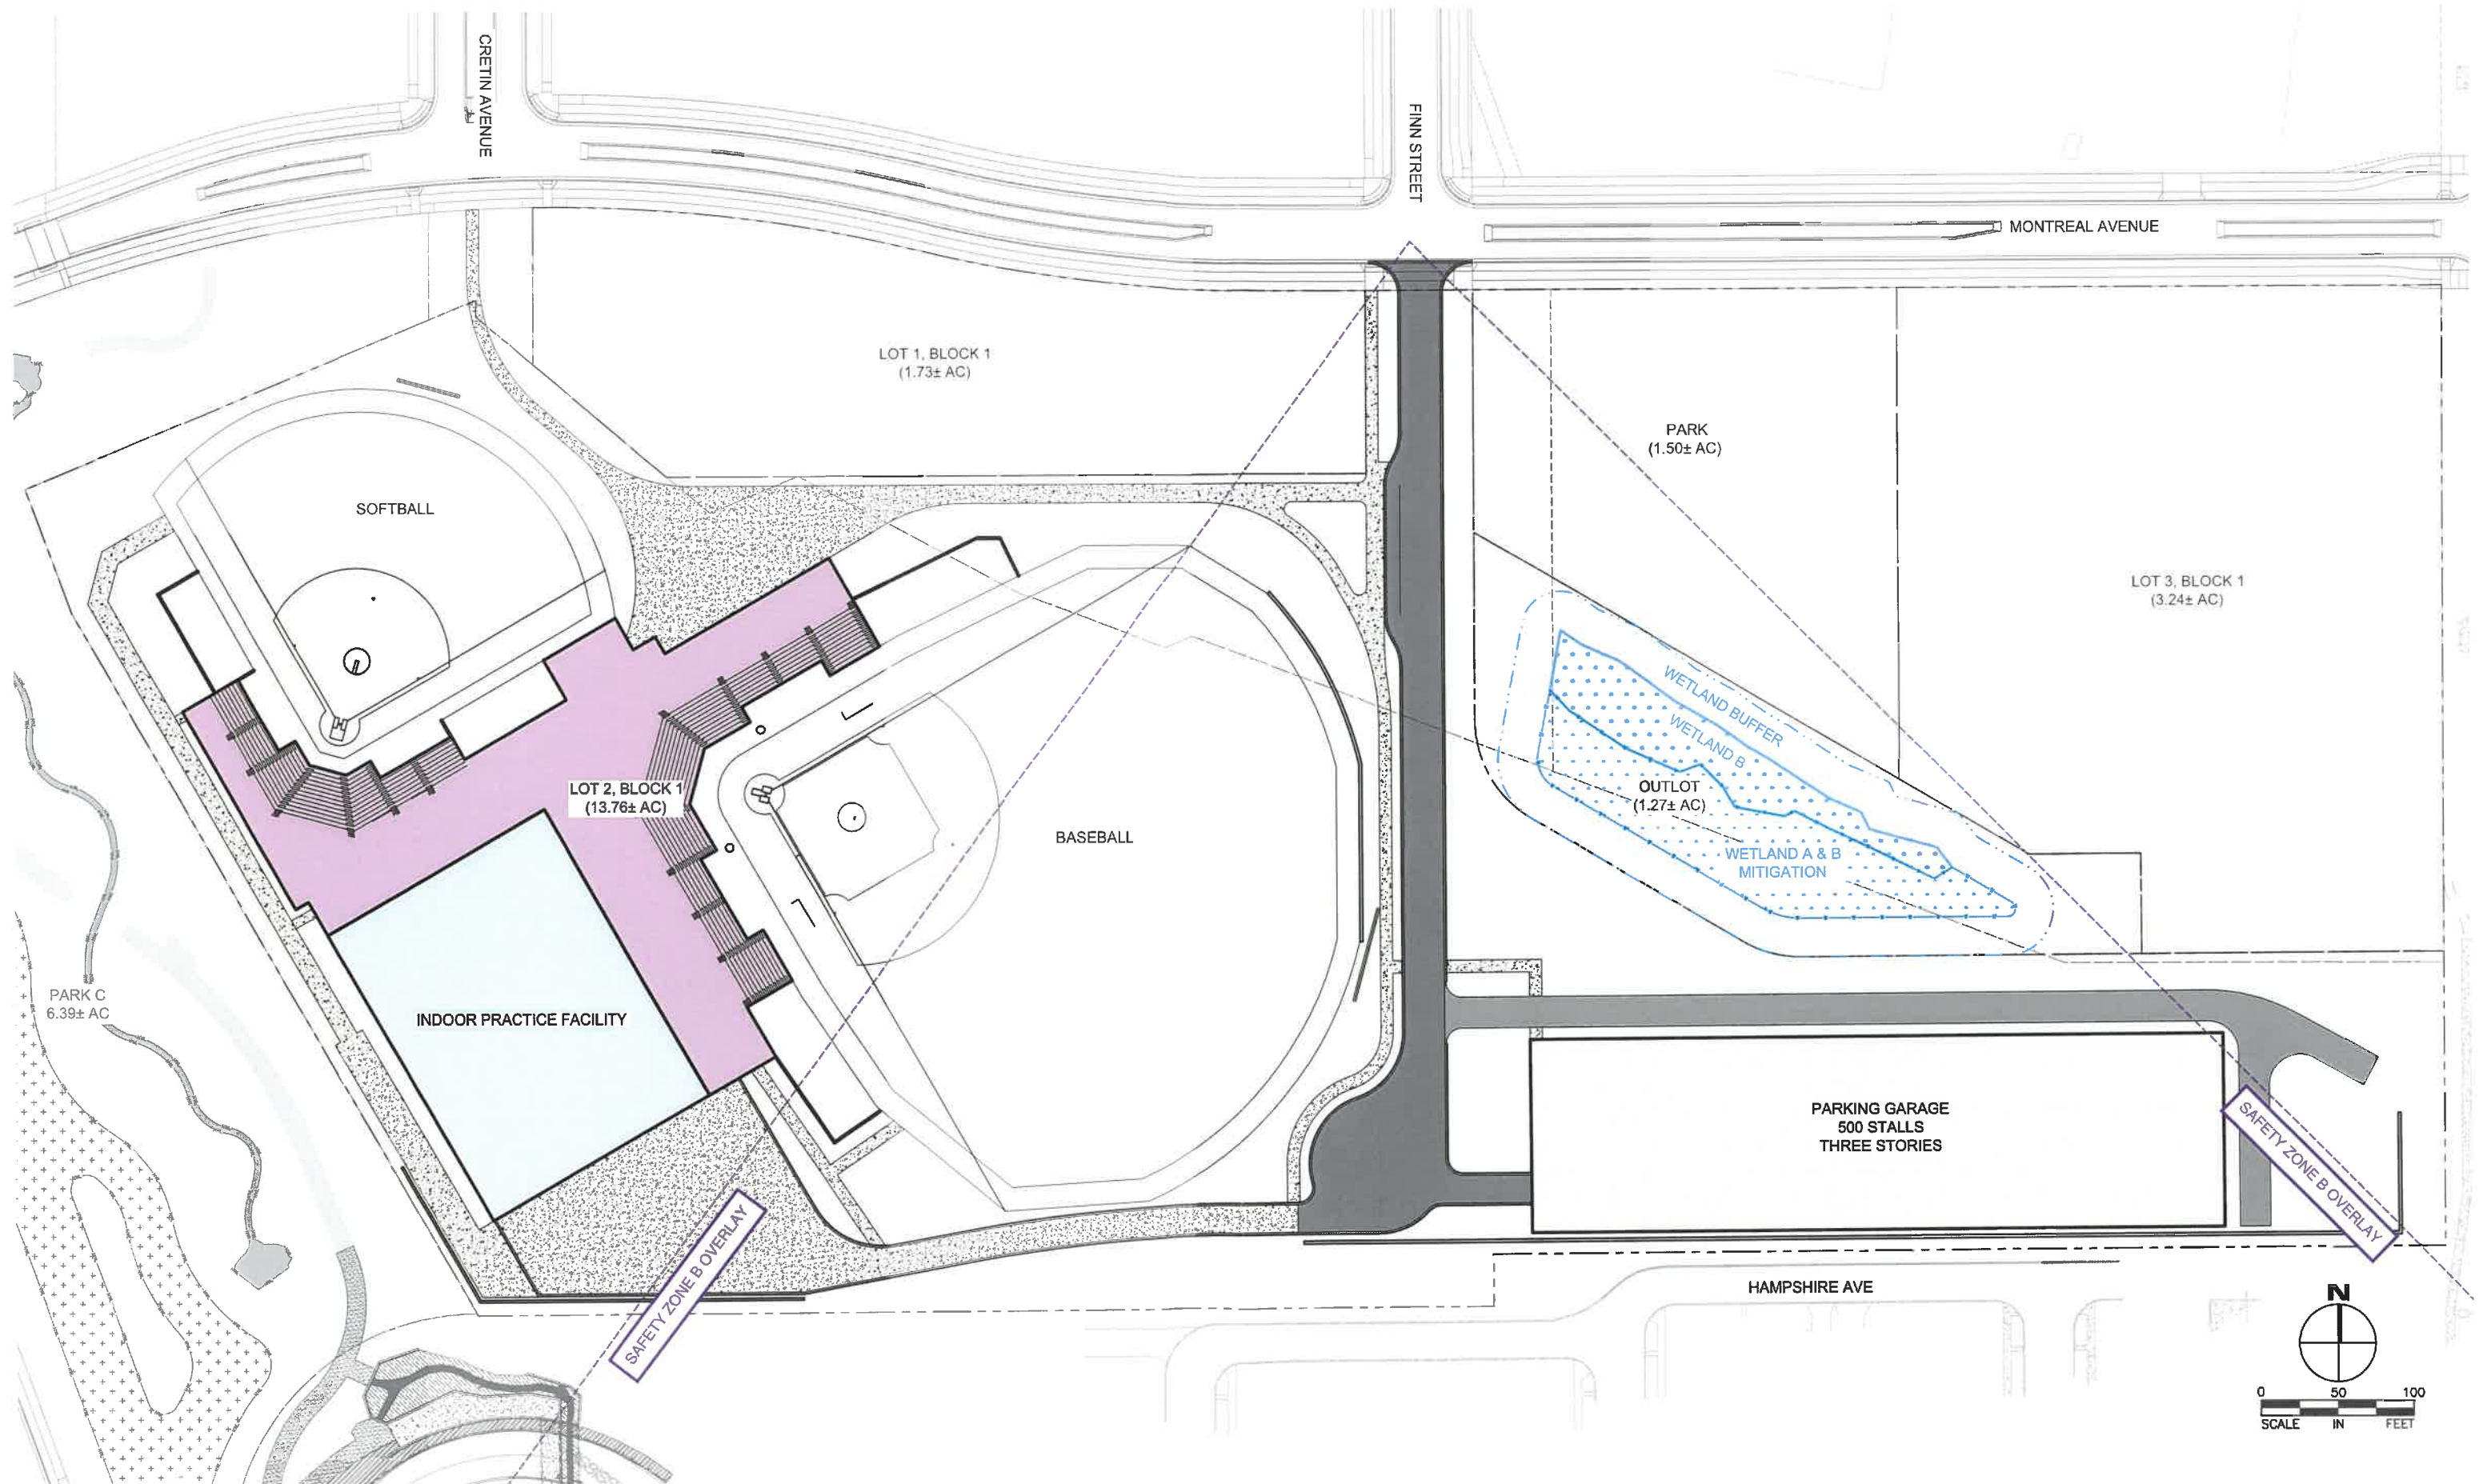 CRETIN AVENUE
FINN STREET
MONTREAL AVENUE
LOT 1, BLOCK 1
(1.73± AC)
PARK
(1.50± AC)
SOFTBALL
LOT 3, BLOCK 1
(3.24± AC)
WETLAND BUFFER
WETLAND B
LOT 2, BLOCK 1
(13.76± AC)
OUTLOT
(1.27± AC)
BASEBALL
WETLAND A & B
MITIGATION
PARK C
6.39± AC
INDOOR PRACTICE FACILITY
PARKING GARAGE
500 STALLS
THREE STORIES
SAFETY ZONE B OVERLAY
SAFETY ZONE B OVERLAY
HAMPSHIRE AVE
N
0 50 100
SCALE IN FEET